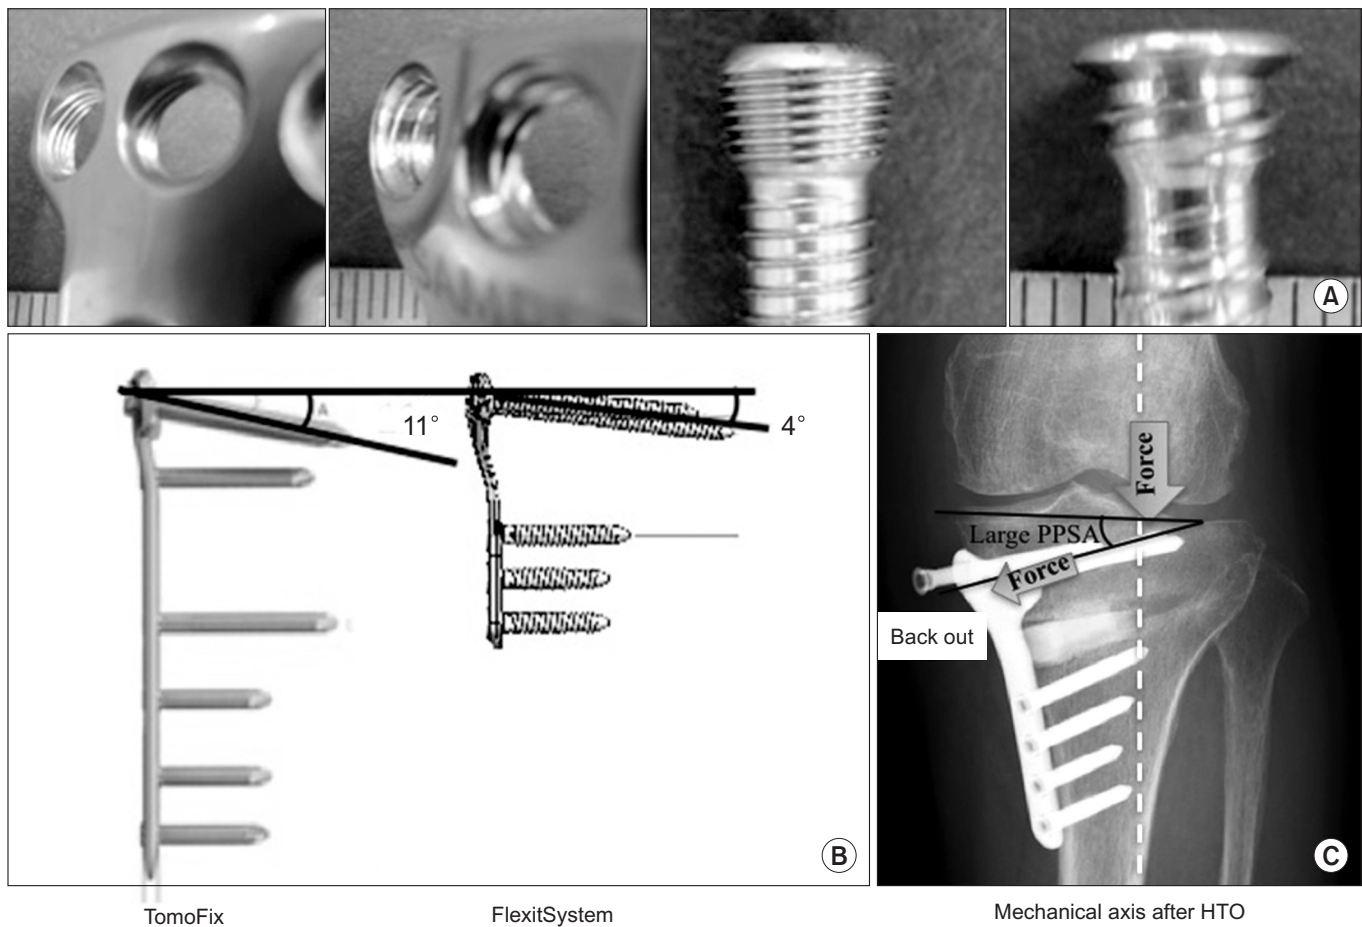 A
A
11°
4°
B
TomoFix
FlexitSystem
Force
Large PPSA
Force
Back out
C
Mechanical axis after HTO